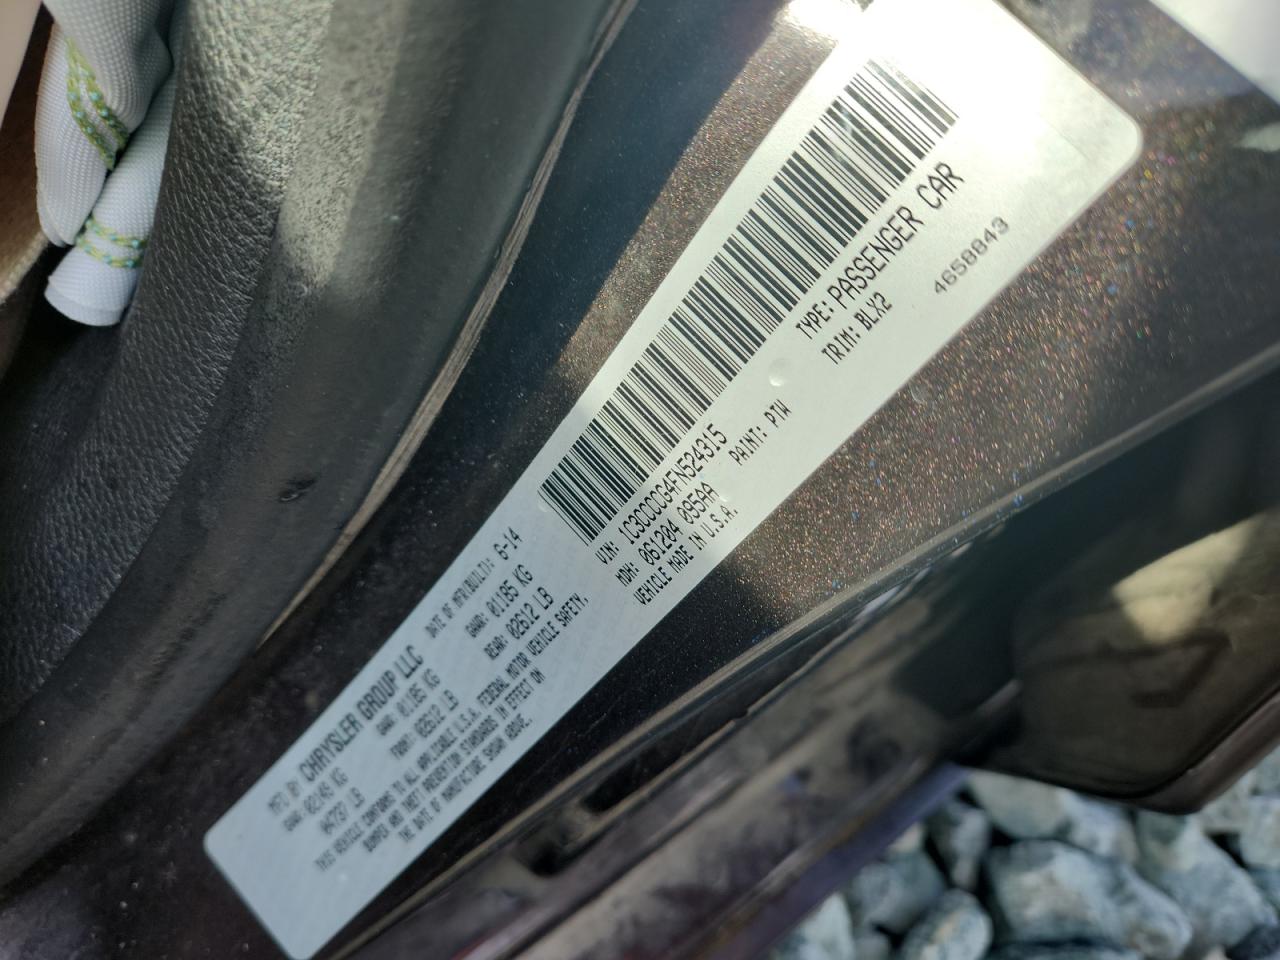 MFD BY: CHRYSLER GROUP LLC
DATE OF MFR(BUILT): 6-14
GVWR: 02149 KG
GAWR: 01185 KG
GAWR: 01185 KG
04737 LB
FRONT: 02612 LB
REAR: 02612 LB
THIS VEHICLE CONFORMS TO ALL APPLICABLE U.S.A. FEDERAL MOTOR VEHICLE SAFETY,
BUMPER AND THEFT PREVENTION STANDARDS IN EFFECT ON
THE DATE OF MANUFACTURE SHOWN ABOVE.
VIN: 1C3CCCCG4FN524315
TYPE: PASSENGER CAR
MDH: 061204 095AA
PAINT: PTW
TRIM: BLX2
VEHICLE MADE IN U.S.A.
4658843